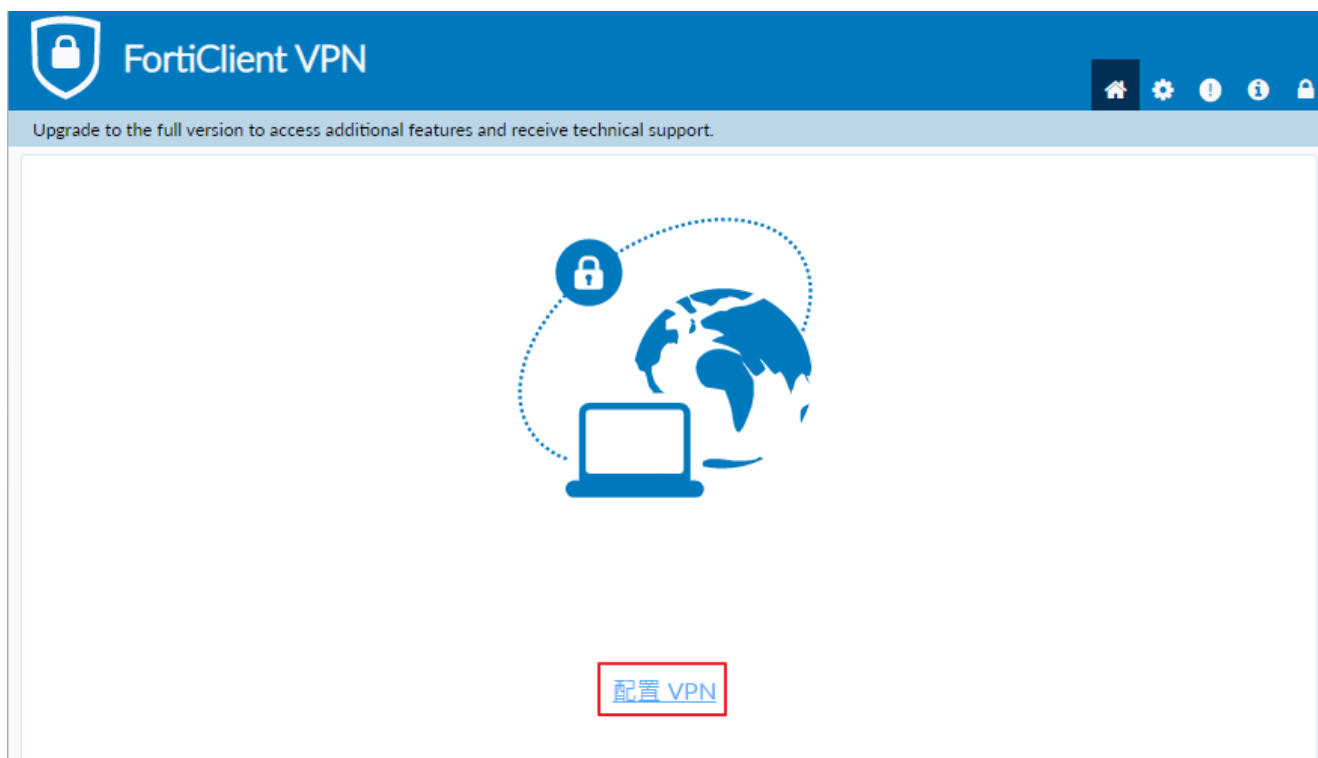 FortiClient VPN
Upgrade to the full version to access additional features and receive technical support.
配置 VPN